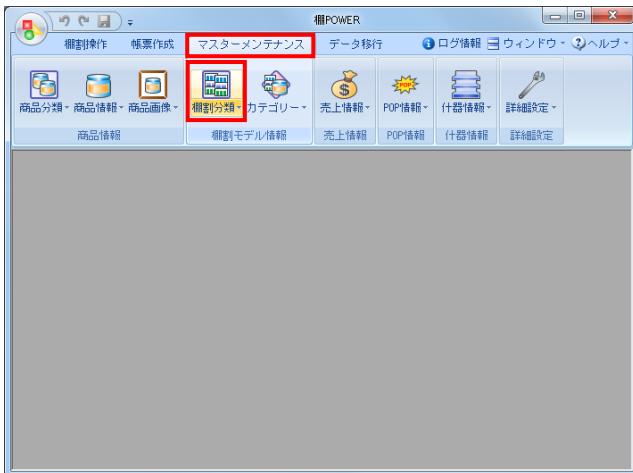 棚POWER
棚割操作 帳票作成 マスターメンテナンス データ移行 ログ情報 ウィンドウ ヘルプ
商品分類 商品情報 商品画像 棚割分類 カテゴリー 売上情報 POP情報 什器情報 詳細設定
商品情報 棚割モデル情報 売上情報 POP情報 什器情報 詳細設定